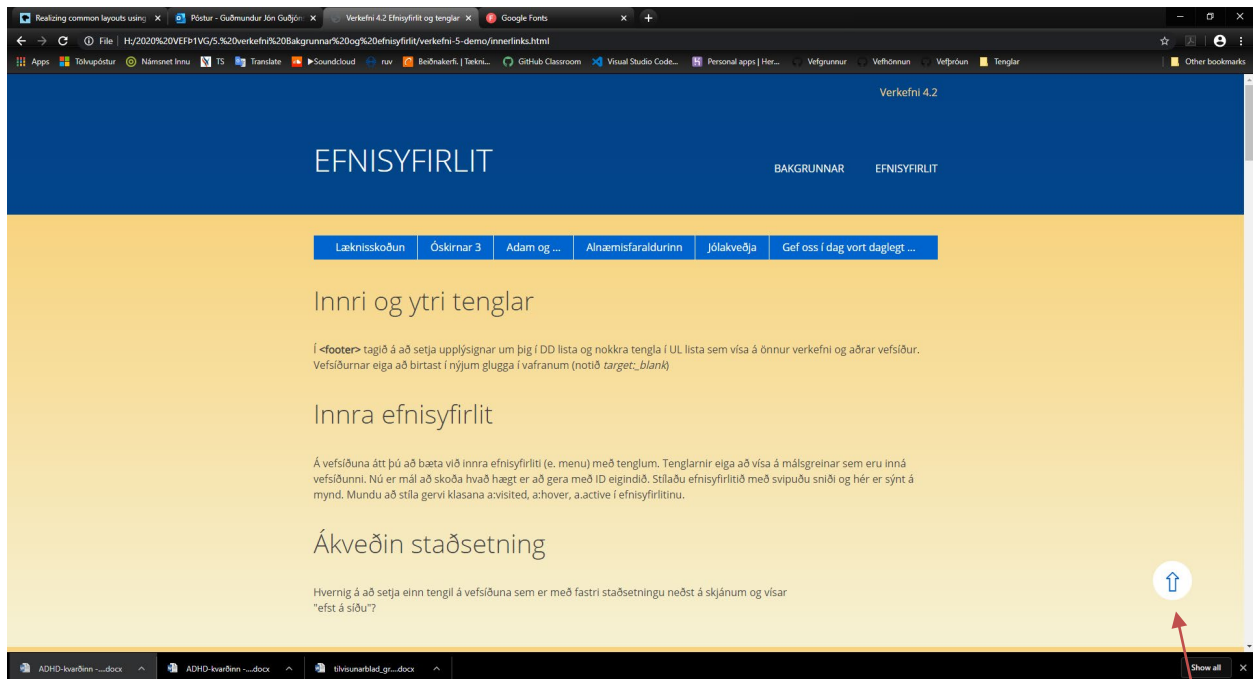 Realizing common layouts using
Póstur - Guðmundur Jón Guðjón
Verkefni 4.2 Efnisyfirlit og tenglar
Google Fonts
File | H:/2020%20VEFÞ1VG/5.%20verkefni%20Bakgrunnar%20og%20efnisyfirlit/verkefni-5-demo/innerlinks.html
Apps Tölvupóstur Námsnet Innu TS Translate ►Soundcloud ruv Beiðnakerfi. | Tækni... GitHub Classroom Visual Studio Code... Personal apps | Her... Vefgrunnur Vefhönnun Vefþróun Tenglar Other bookmarks
Verkefni 4.2
EFNISYFIRLIT
BAKGRUNNAR EFNISYFIRLIT
Læknisskoðun Óskirnar 3 Adam og ... Alnæmisfaraldurinn Jólakveðja Gef oss í dag vort daglegt ...
Innri og ytri tenglar
Í <footer> tagið á að setja upplýsignar um þig í DD lista og nokkra tengla í UL lista sem vísa á önnur verkefni og aðrar vefsíður.
Vefsíðurnar eiga að birtast í nýjum glugga í vafranum (notið target:_blank)
Innra efnisyfirlit
Á vefsíðuna átt þú að bæta við innra efnisyfirliti (e. menu) með tenglum. Tenglarnir eiga að vísa á málsgreinar sem eru inná
vefsíðunni. Nú er mál að skoða hvað hægt er að gera með ID eigindið. Stílaðu efnisyfirlitið með svipuðu sniði og hér er sýnt á
mynd. Mundu að stíla gervi klasana a:visited, a:hover, a.active í efnisyfirlitinu.
Ákveðin staðsetning
Hvernig á að setja einn tengil á vefsíðuna sem er með fastri staðsetningu neðst á skjánum og vísar
"efst á síðu"?
ADHD-kvarðinn -....docx ADHD-kvarðinn -....docx tilvisunarblad_gr....docx Show all